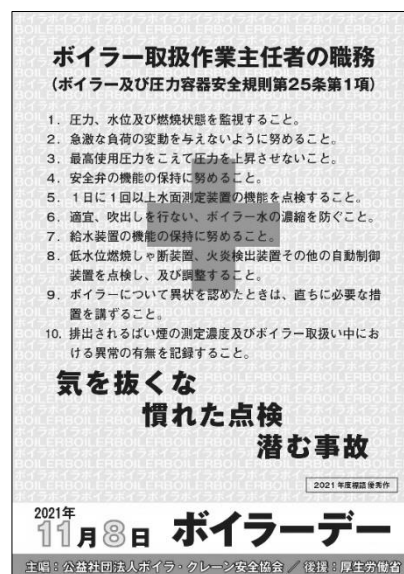 ボイラー取扱作業主任者の職務
(ボイラー及び圧力容器安全規則第25条第1項)
1. 圧力、水位及び燃焼状態を監視すること。
2. 急激な負荷の変動を与えないように努めること。
3. 最高使用圧力をこえて圧力を上昇させないこと。
4. 安全弁の機能の保持に努めること。
5. 1日に1回以上水面測定装置の機能を点検すること。
6. 適宜、吹出しを行ない、ボイラー水の濃縮を防ぐこと。
7. 給水装置の機能の保持に努めること。
8. 低水位燃焼しゃ断装置、火炎検出装置その他の自動制御
装置を点検し、及び調整すること。
9. ボイラーについて異状を認めたときは、直ちに必要な措
置を講ずること。
10. 排出されるばい煙の測定濃度及びボイラー取扱い中にお
ける異常の有無を記録すること。
気を抜くな
慣れた点検
潜む事故
2021年度標語優秀作
2021年
11月8日 ボイラーデー
主唱:公益社団法人ボイラ・クレーン安全協会/後援:厚生労働省